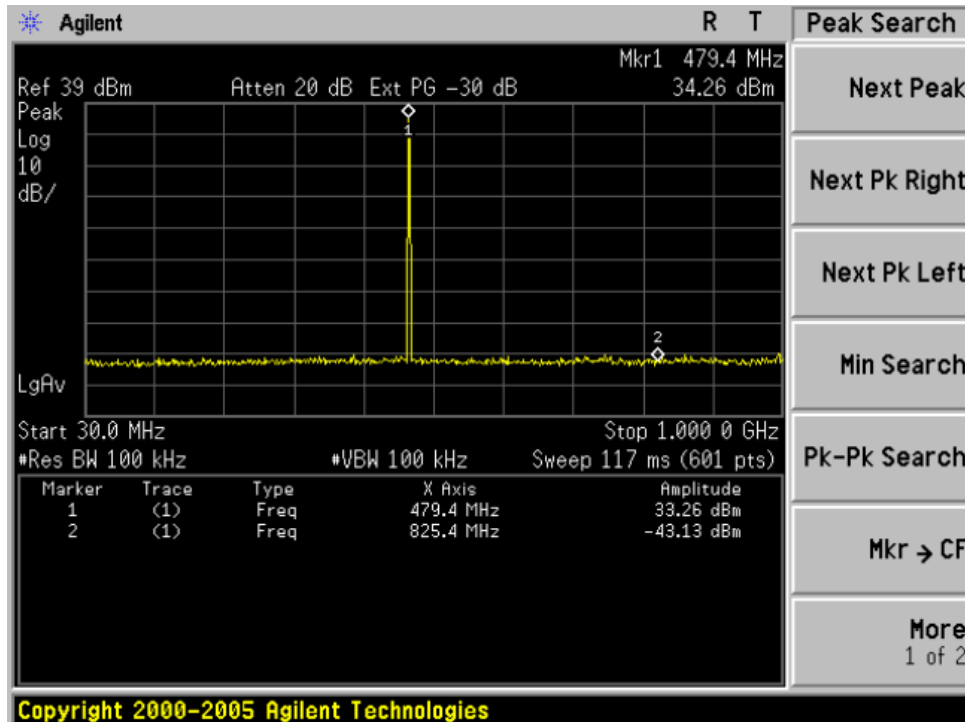 Agilent R T
Peak Search
Mkr1 479.4 MHz
Ref 39 dBm Atten 20 dB Ext PG -30 dB 34.26 dBm
Peak
Log
10
dB/
1
2
LgAv
Start 30.0 MHz Stop 1.000 0 GHz
#Res BW 100 kHz #VBW 100 kHz Sweep 117 ms (601 pts)
Marker Trace Type X Axis Amplitude
1 (1) Freq 479.4 MHz 33.26 dBm
2 (1) Freq 825.4 MHz -43.13 dBm
Next Peak
Next Pk Right
Next Pk Left
Min Search
Pk-Pk Search
Mkr → CF
More
1 of 2
Copyright 2000-2005 Agilent Technologies